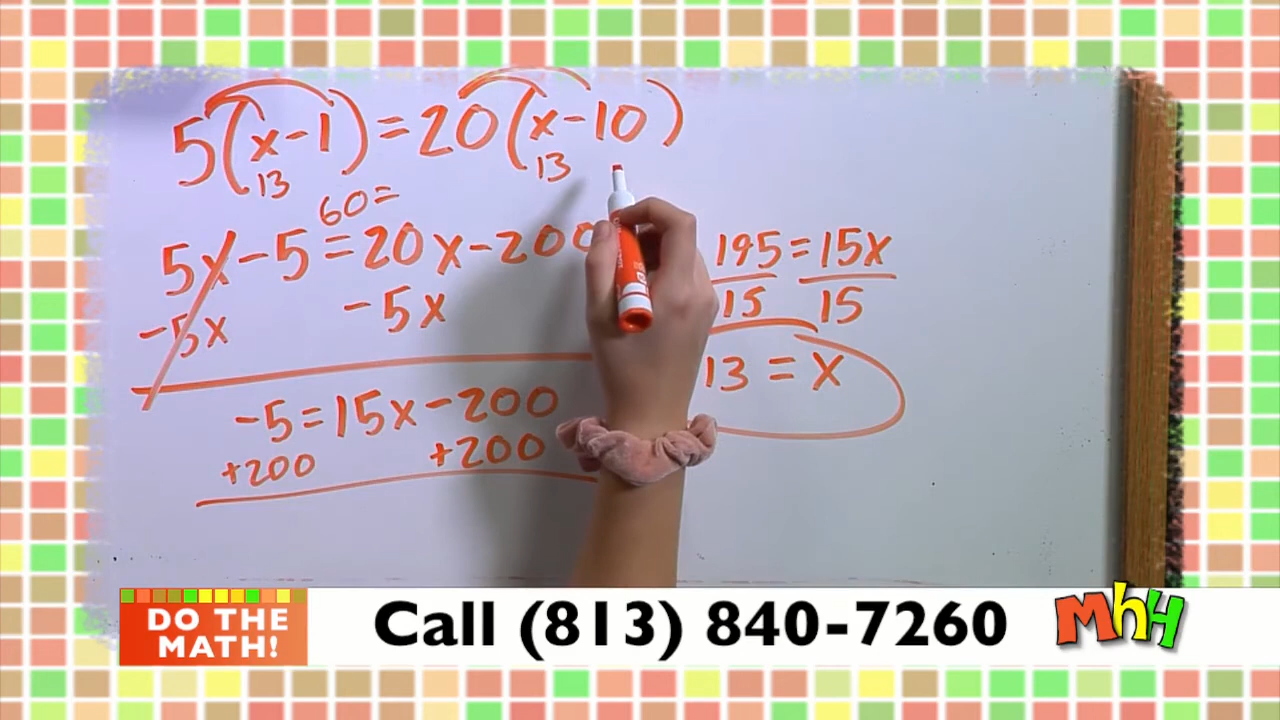 5(x-1)=20(x-10)
13 13
60=
5x-5=20x-200
-5x -5x
-5=15x-200
+200 +200
195=15x
15 15
13=x
DO THE
MATH!
Call (813) 840-7260
Mh4